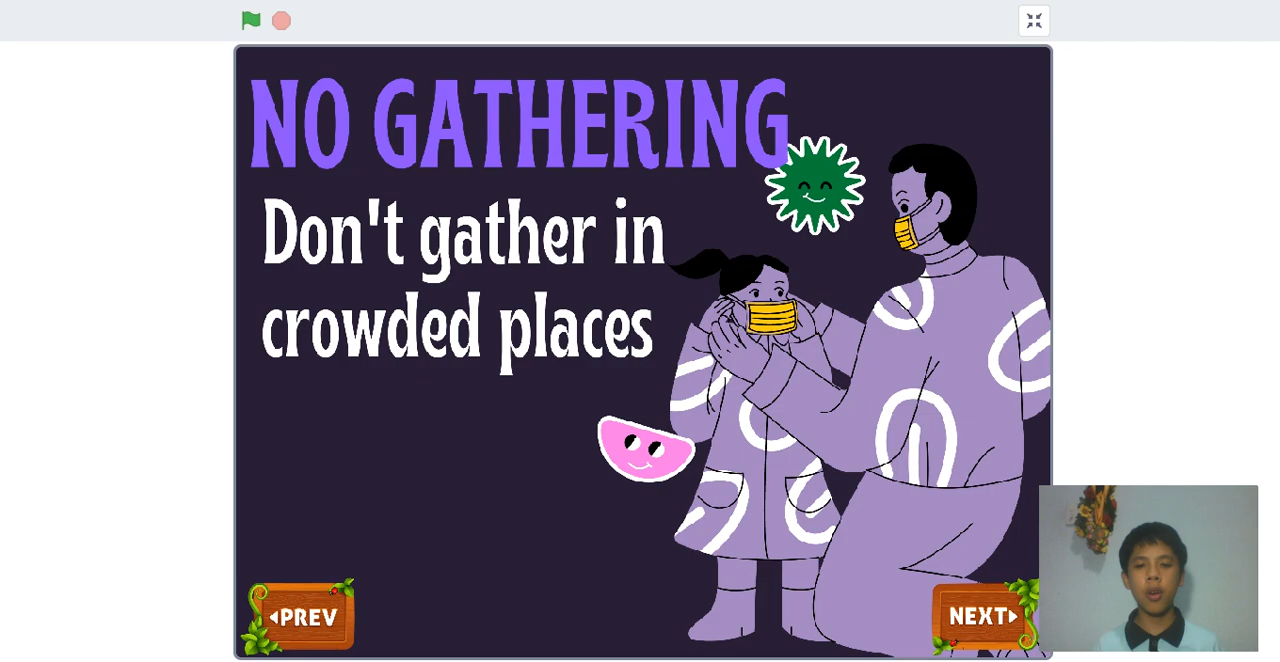 NO GATHERING
Don't gather in
crowded places
PREV
NEXT